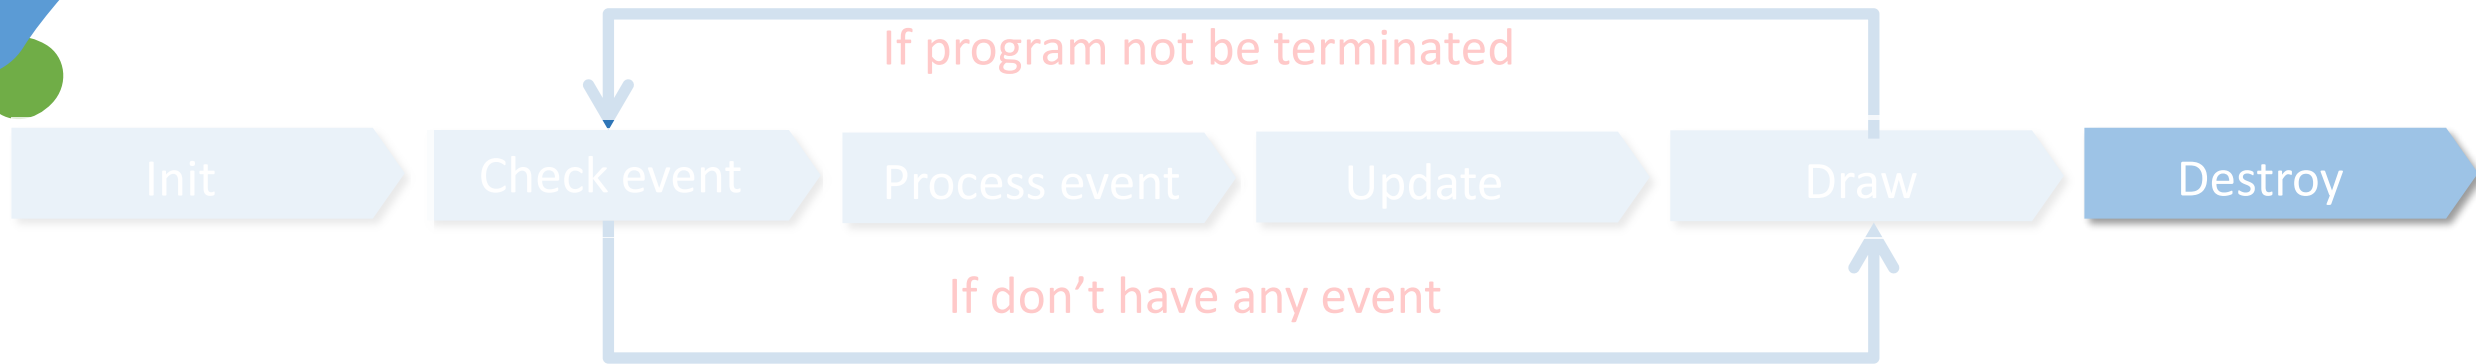 If program not be terminated
Init
Check event
Process event
Update
Draw
Destroy
If don’t have any event